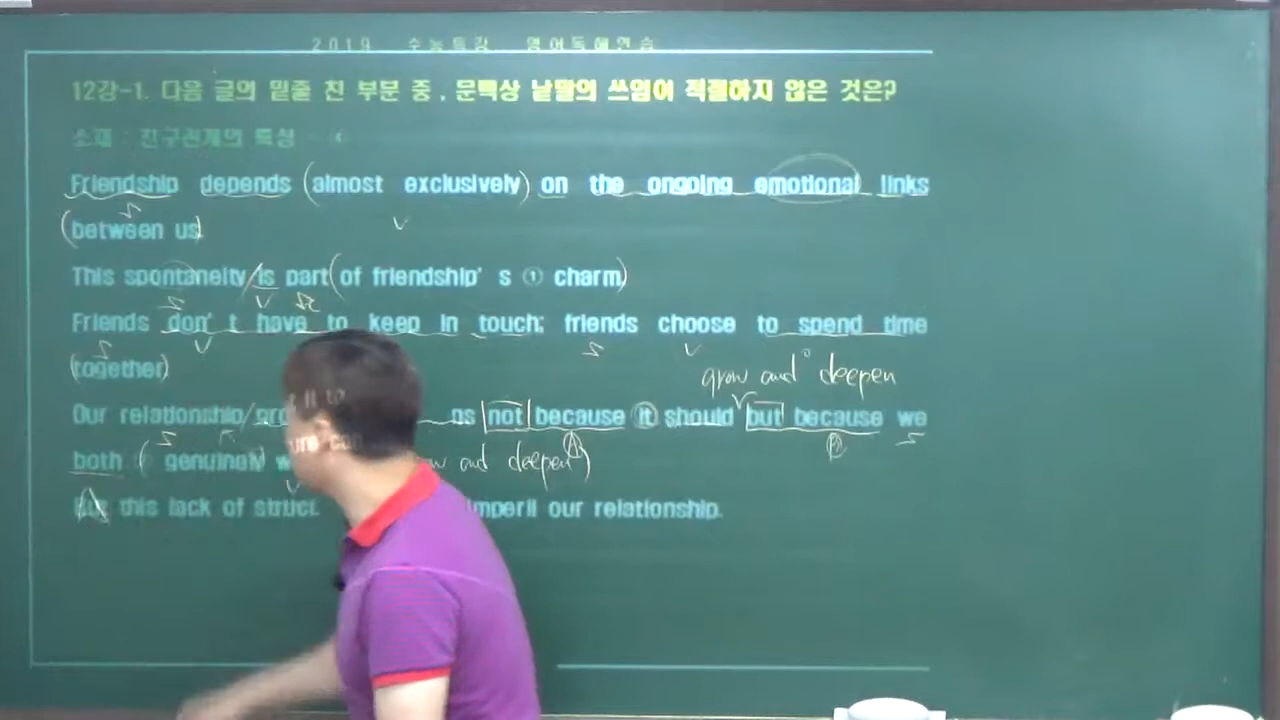 2019 수능특강 영어독해연습
12강-1. 다음 글의 밑줄 친 부분 중, 문맥상 낱말의 쓰임이 적절하지 않은 것은?
소재 : 친구관계의 특성
Friendship depends (almost exclusively) on the ongoing emotional links
(between us)
This spontaneity / is part (of friendship's ① charm)
Friends don't have to keep in touch; friends choose to spend time
(together)
grow and deepen
Our relationship / as not because it should but because we
both ( genuinely) and deepen)
this lack of struct imperil our relationship.